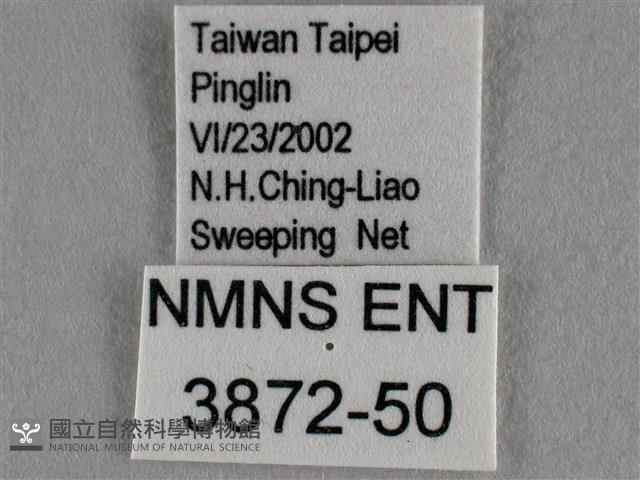 Taiwan Taipei
Pinglin
VI/23/2002
N.H.Ching-Liao
Sweeping Net
NMNS ENT
3872-50
國立自然科學博物館
NATIONAL MUSEUM OF NATURAL SCIENCE